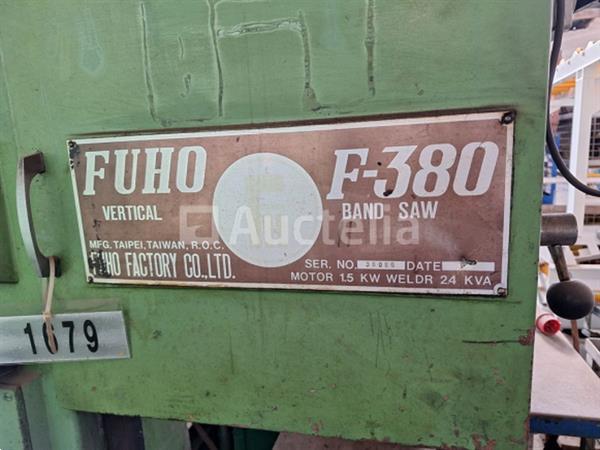 FUHO F-380
VERTICAL BAND SAW
Auctelia
MFG. TAIPEI, TAIWAN, R.O.C.
FUHO FACTORY CO., LTD.
SER. NO. DATE
MOTOR 1.5 KW WELDR 2.4 KVA
1679